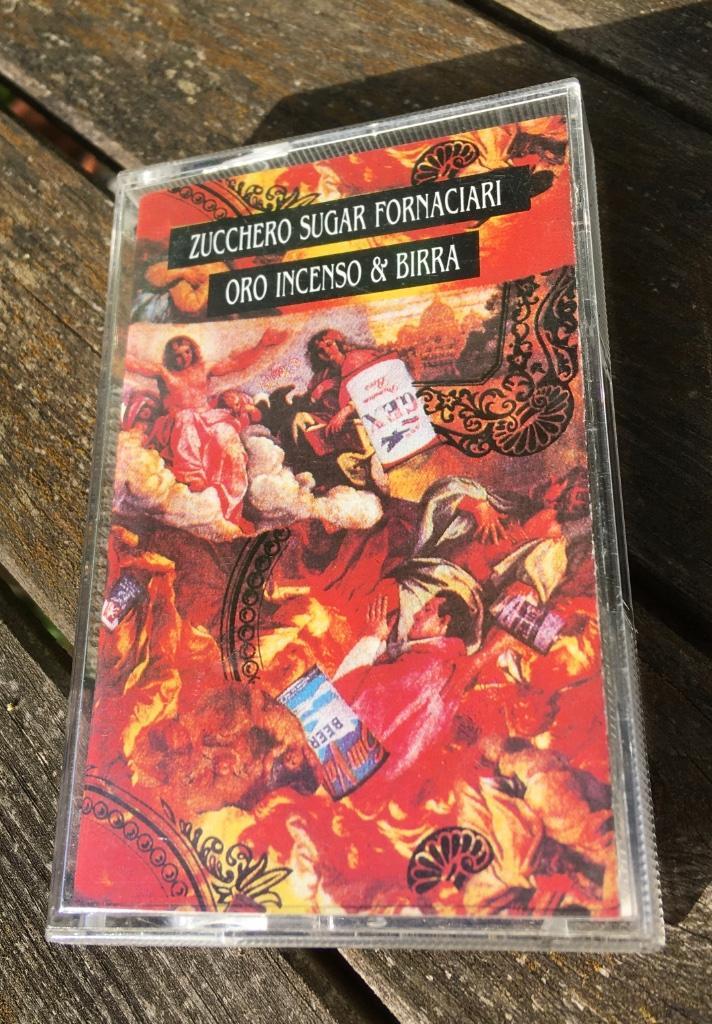 ZUCCHERO SUGAR FORNACIARI
ORO INCENSO & BIRRA
BEER